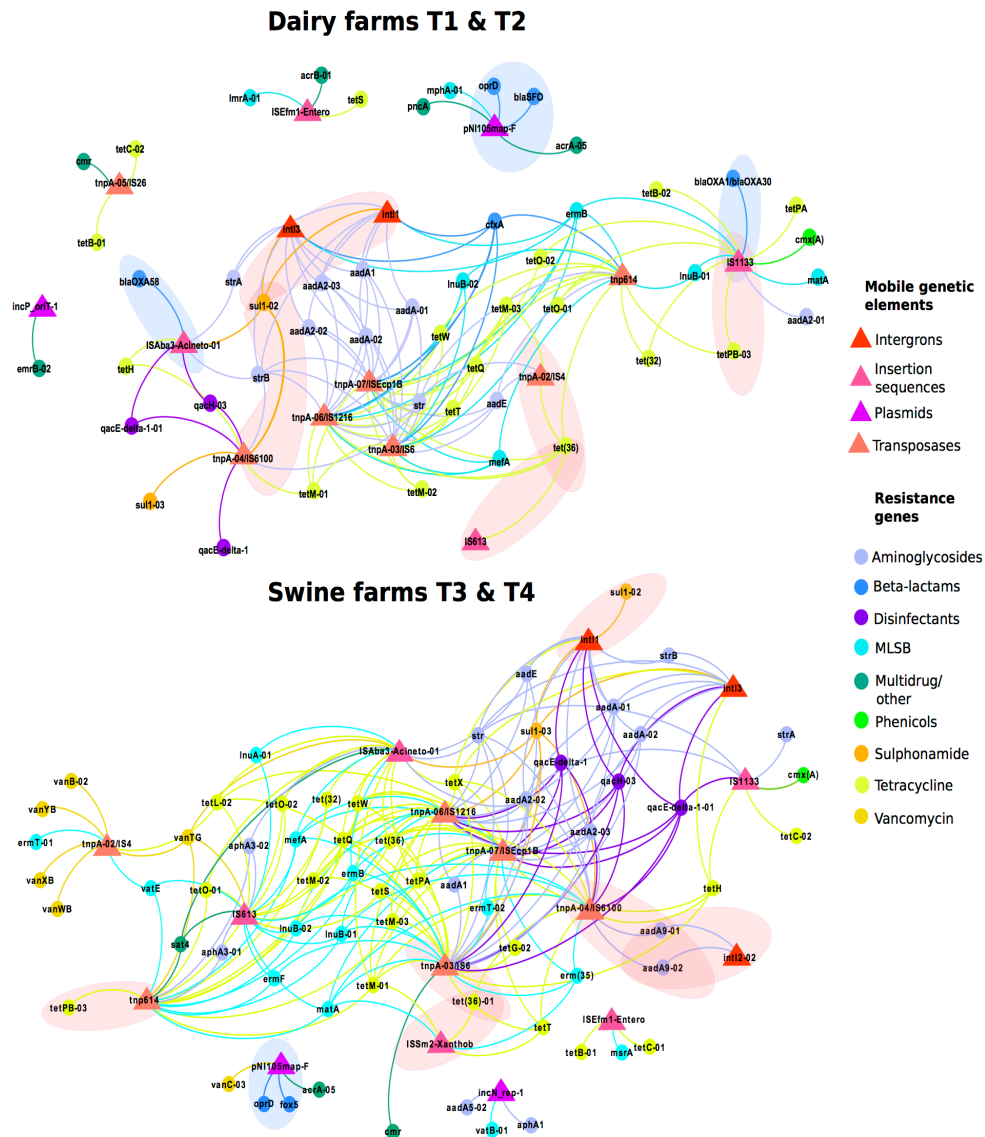 Dairy farms T1 & T2
acrB-01
lmrA-01
tetS
ISEfm1-Entero
oprD
mphA-01
blaSFO
pncA
pNI105map-F
acrA-05
tetC-02
cmr
tnpA-05/IS26
tetB-01
blaOXA1/blaOXA30
tetB-02
tetPA
cmx(A)
IS1133
matA
aadA2-01
tetPB-03
intI3
intI1
cfxA
ermB
tetO-02
lnuB-01
tnp614
blaOXA58
strA
aadA1
aadA2-03
lnuB-02
incP_oriT-1
sul1-02
aadA-01
tetM-03
tetO-01
aadA2-02
aadA-02
tetW
ISAba3-Acineto-01
tet(32)
emrB-02
tetH
strB
tnpA-07/ISEcp1B
tetQ
tnpA-02/IS4
qacH-03
str
tetT
aadE
tnpA-06/IS1216
qacE-delta-1-01
tnpA-03/IS6
tet(36)
tnpA-04/IS6100
mefA
tetM-01
tetM-02
sul1-03
IS613
qacE-delta-1
Mobile genetic
elements
Intergrons
Insertion
sequences
Plasmids
Transposases
Resistance
genes
Aminoglycosides
Beta-lactams
Disinfectants
MLSB
Multidrug/
other
Phenicols
Sulphonamide
Tetracycline
Vancomycin
Swine farms T3 & T4
sul1-02
intI1
strB
aadE
intI3
aadA-01
str
sul1-03
aadA-02
strA
ISAba3-Acineto-01
lnuA-01
qacE-delta-1
vanB-02
tetX
qacH-03
IS1133
cmx(A)
tetL-02
tetO-02
tet(32)
tetW
aadA2-02
qacE-delta-1-01
vanYB
tnpA-06/IS1216
ermT-01
tnpA-02/IS4
vanTG
aphA3-02
mefA
tetQ
tet(36)
aadA2-03
tetC-02
tnpA-07/ISEcp1B
vanXB
vatE
tetO-01
tetM-02
ermB
tetS
tetPA
aadA1
tetH
vanWB
IS613
tetM-03
ermT-02
tnpA-04/IS6100
lnuB-02
lnuB-01
aadA9-01
sat4
aphA3-01
tetG-02
intI2-02
tnpA-03/IS6
aadA9-02
ermF
tetM-01
erm(35)
tetPB-03
tnp614
matA
tet(36)-01
tetT
ISEfm1-Entero
ISSm2-Xanthob
tetB-01
msrA
tetC-01
pNI105map-F
vanC-03
acrA-05
oprD
fox5
incN_rep-1
aadA5-02
vatB-01
aphA1
cmr